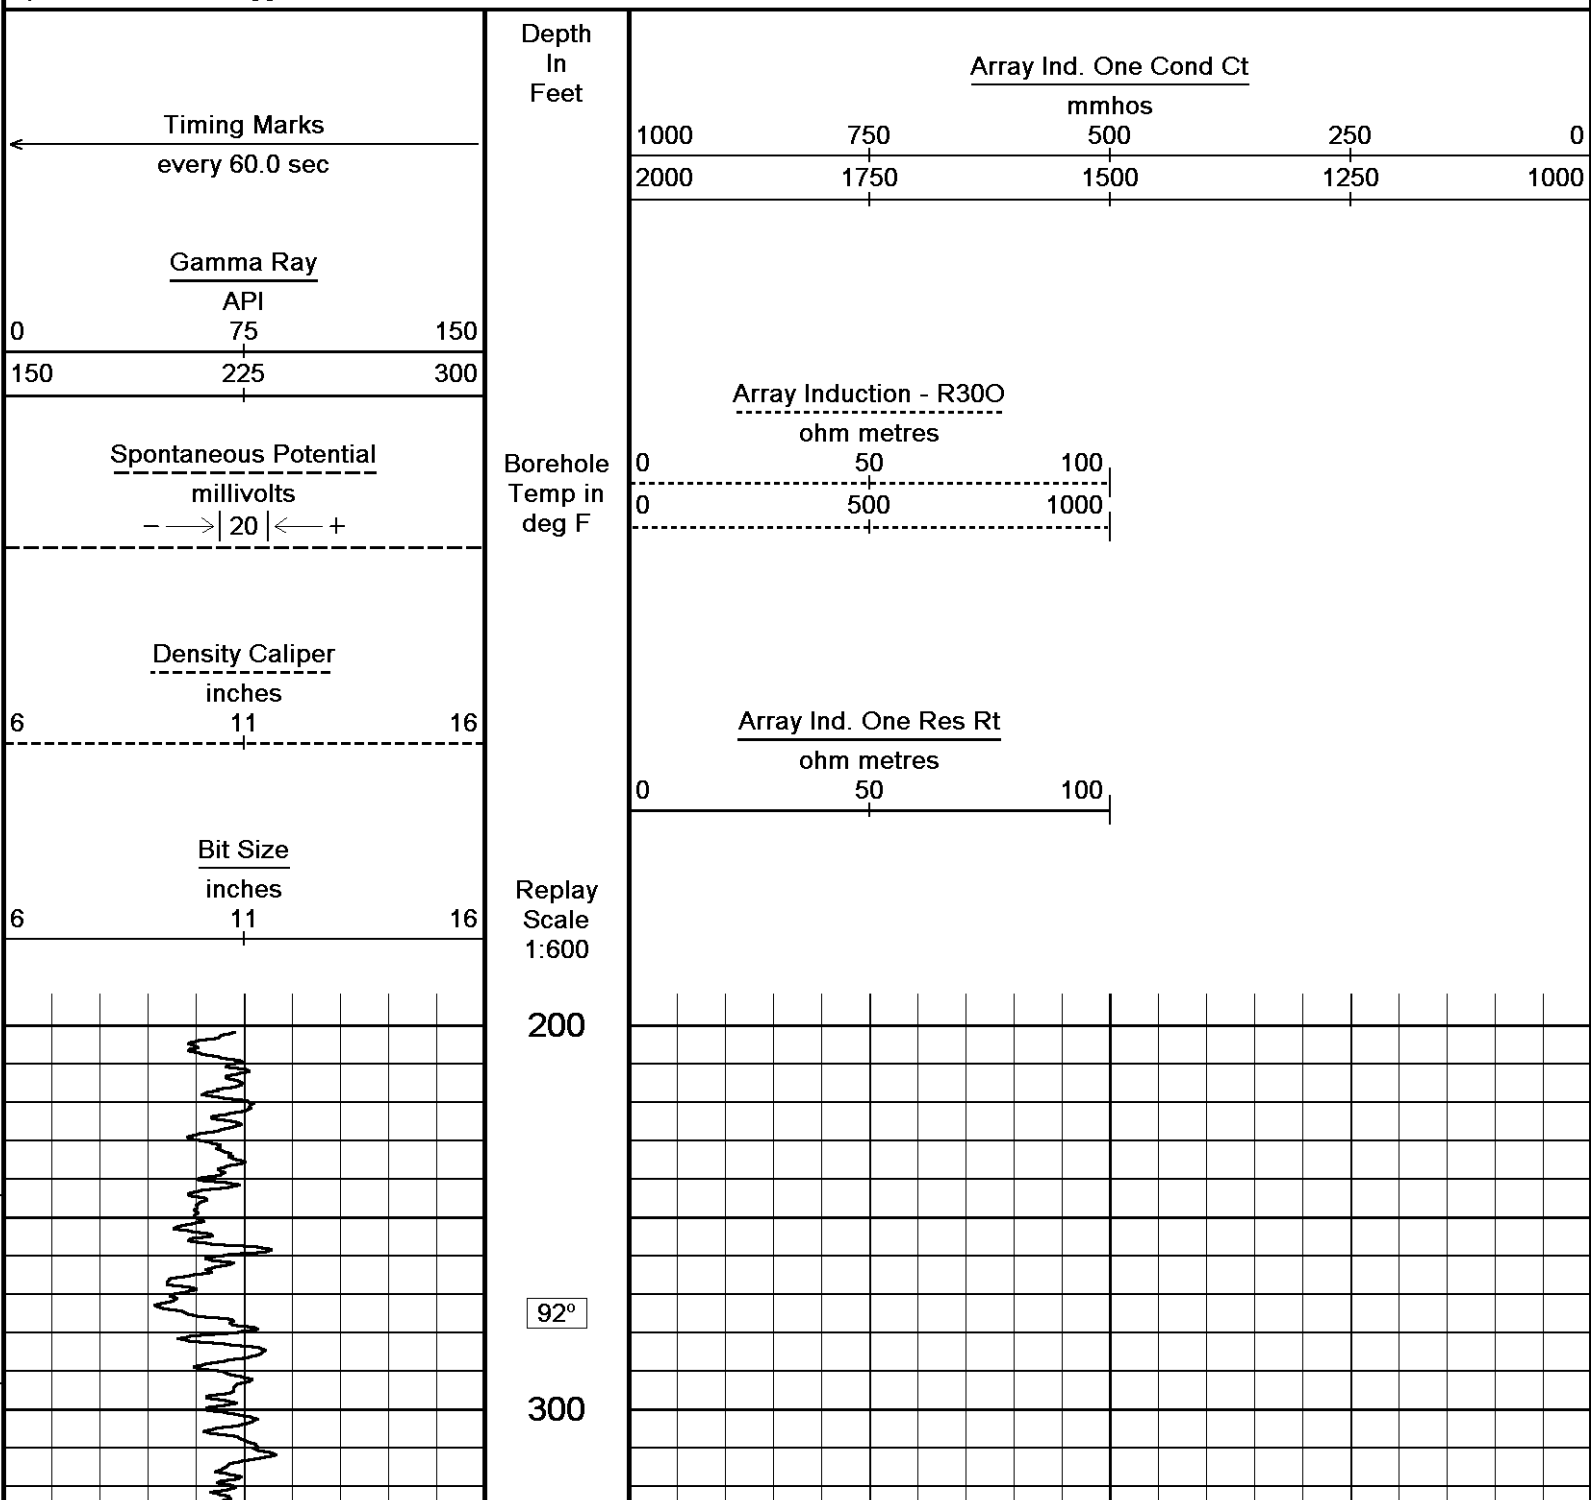 Timing Marks
every 60.0 sec
Gamma Ray
API
0 75 150
150 225 300
Spontaneous Potential
millivolts
− 20 +
Density Caliper
inches
6 11 16
Bit Size
inches
6 11 16
Depth
In
Feet
Borehole
Temp in
deg F
Replay
Scale
1:600
200
92º
300
Array Ind. One Cond Ct
mmhos
1000 750 500 250 0
2000 1750 1500 1250 1000
Array Induction - R30O
ohm metres
0 50 100
0 500 1000
Array Ind. One Res Rt
ohm metres
0 50 100